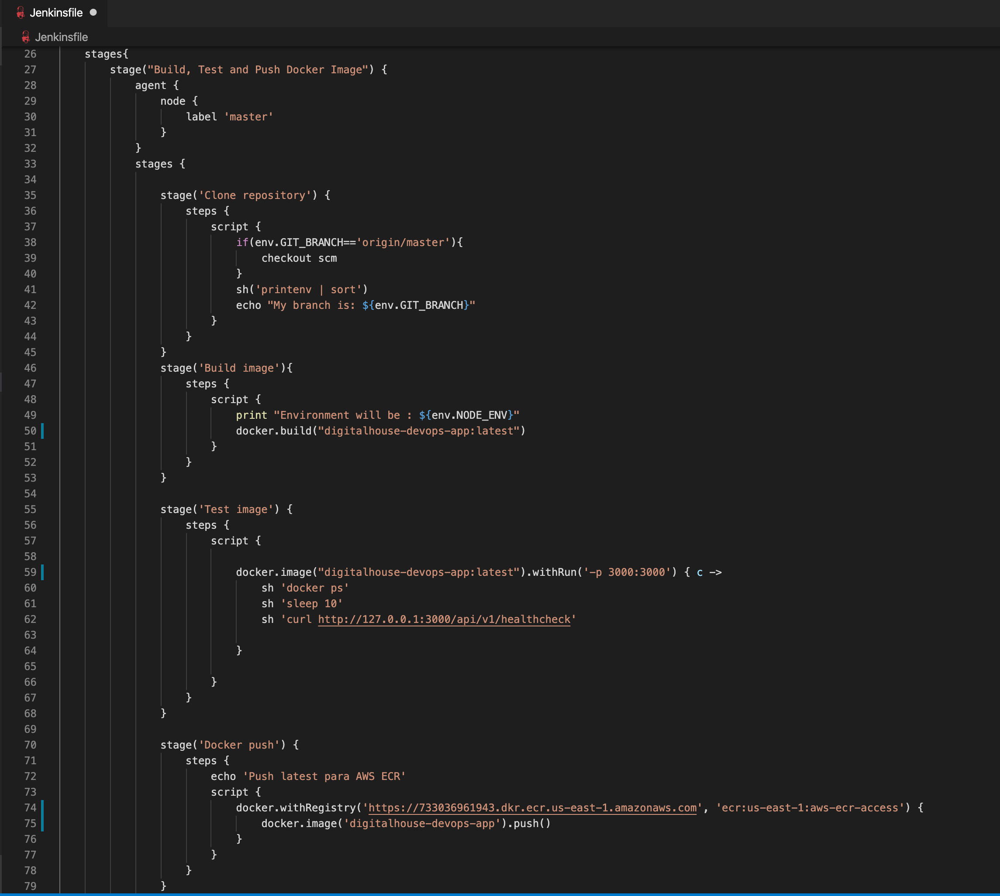 Jenkinsfile
Jenkinsfile
26 stages{
27 stage("Build, Test and Push Docker Image") {
28 agent {
29 node {
30 label 'master'
31 }
32 }
33 stages {
34
35 stage('Clone repository') {
36 steps {
37 script {
38 if(env.GIT_BRANCH=='origin/master'){
39 checkout scm
40 }
41 sh('printenv | sort')
42 echo "My branch is: ${env.GIT_BRANCH}"
43 }
44 }
45 }
46 stage('Build image'){
47 steps {
48 script {
49 print "Environment will be : ${env.NODE_ENV}"
50 docker.build("digitalhouse-devops-app:latest")
51 }
52 }
53 }
54
55 stage('Test image') {
56 steps {
57 script {
58
59 docker.image("digitalhouse-devops-app:latest").withRun('-p 3000:3000') { c ->
60 sh 'docker ps'
61 sh 'sleep 10'
62 sh 'curl http://127.0.0.1:3000/api/v1/healthcheck'
63
64 }
65
66 }
67 }
68 }
69
70 stage('Docker push') {
71 steps {
72 echo 'Push latest para AWS ECR'
73 script {
74 docker.withRegistry('https://733036961943.dkr.ecr.us-east-1.amazonaws.com', 'ecr:us-east-1:aws-ecr-access') {
75 docker.image('digitalhouse-devops-app').push()
76 }
77 }
78 }
79 }